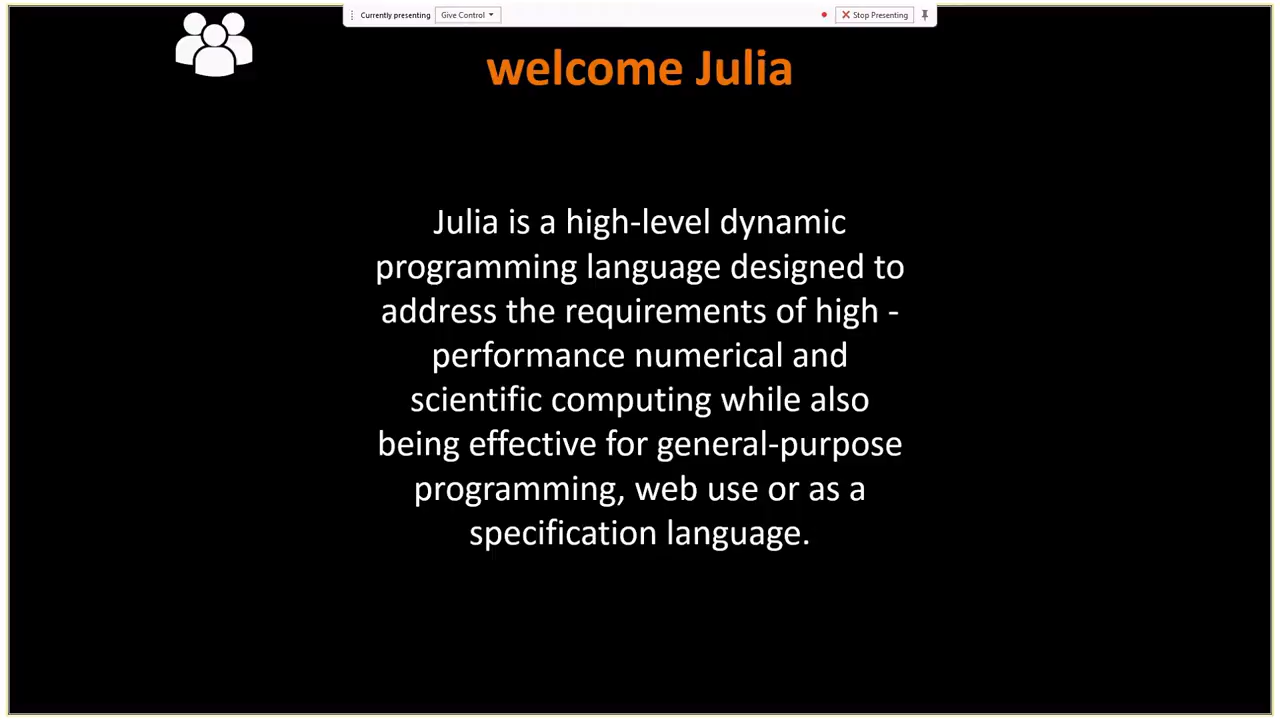 Currently presenting Give Control Stop Presenting
welcome Julia
Julia is a high-level dynamic
programming language designed to
address the requirements of high -
performance numerical and
scientific computing while also
being effective for general-purpose
programming, web use or as a
specification language.